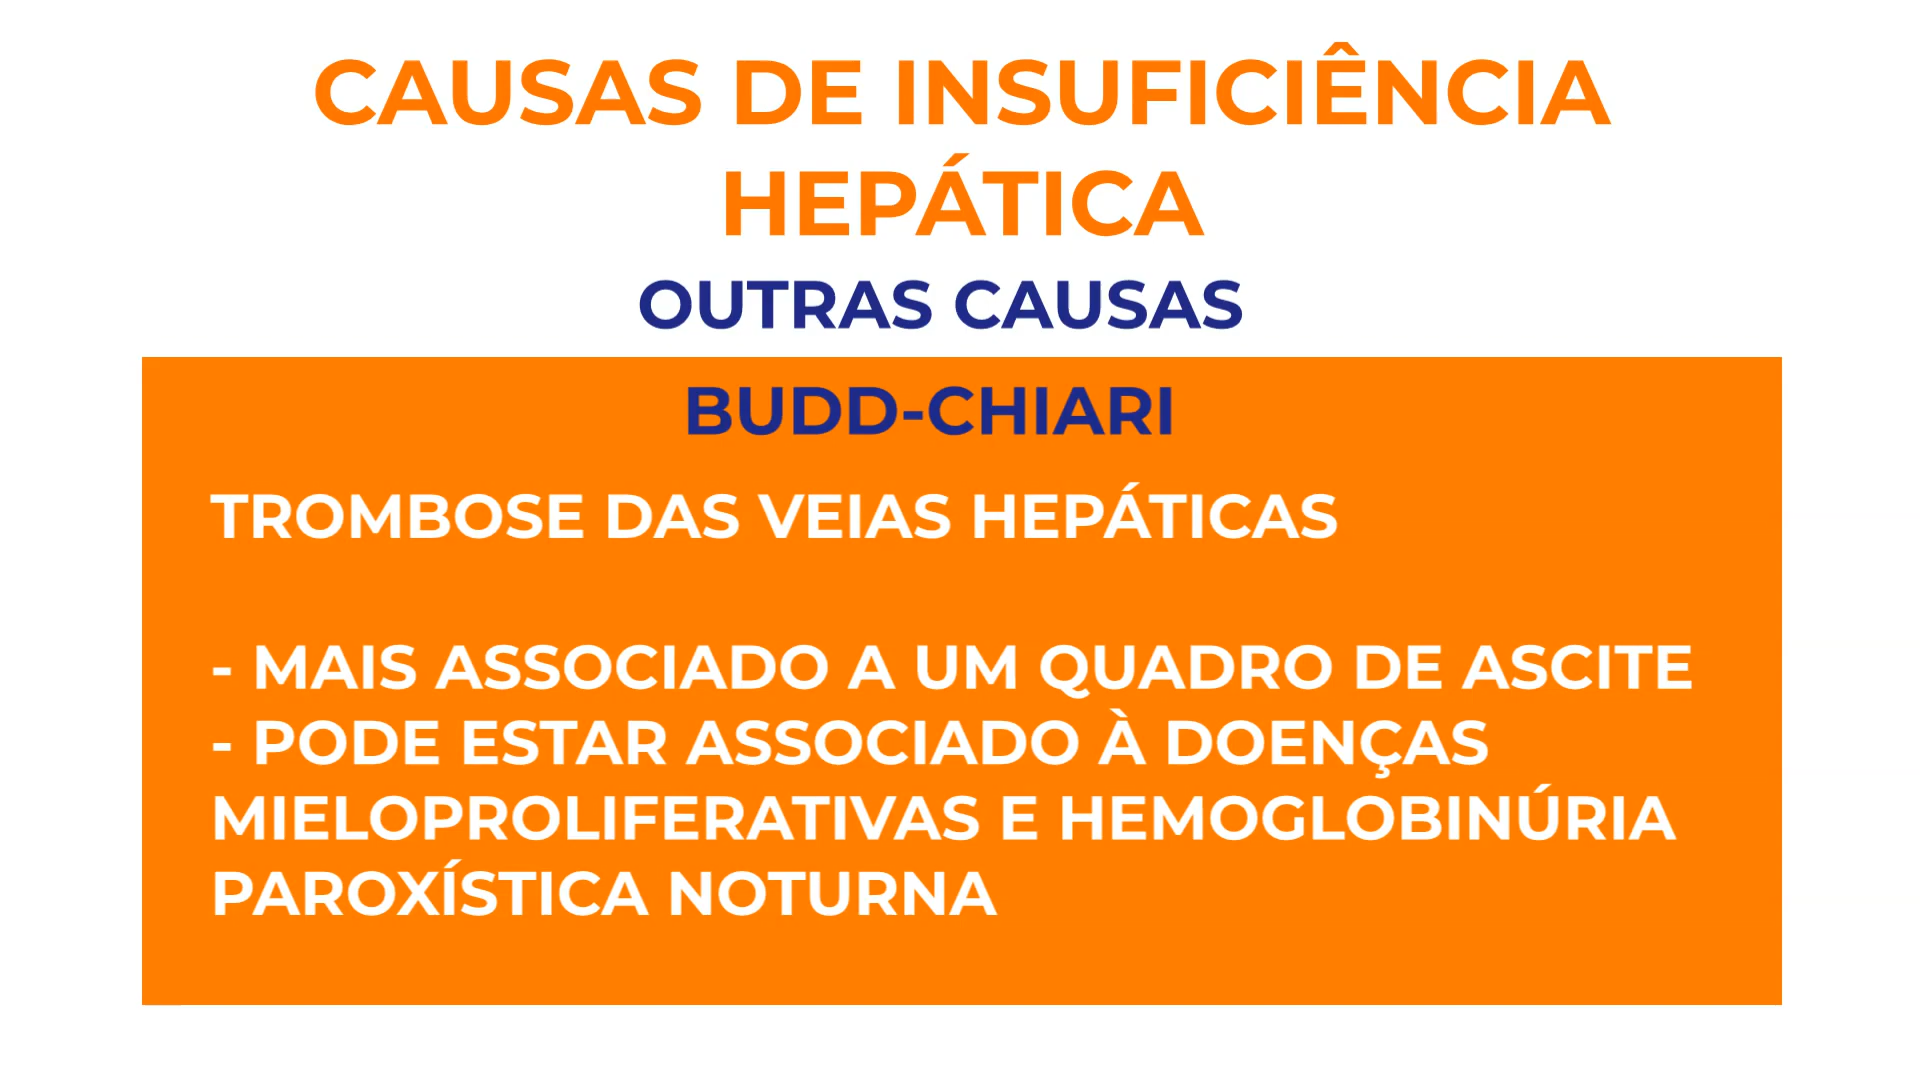 CAUSAS DE INSUFICIÊNCIA
HEPÁTICA
OUTRAS CAUSAS
BUDD-CHIARI
TROMBOSE DAS VEIAS HEPÁTICAS
- MAIS ASSOCIADO A UM QUADRO DE ASCITE
- PODE ESTAR ASSOCIADO À DOENÇAS
MIELOPROLIFERATIVAS E HEMOGLOBINÚRIA
PAROXÍSTICA NOTURNA